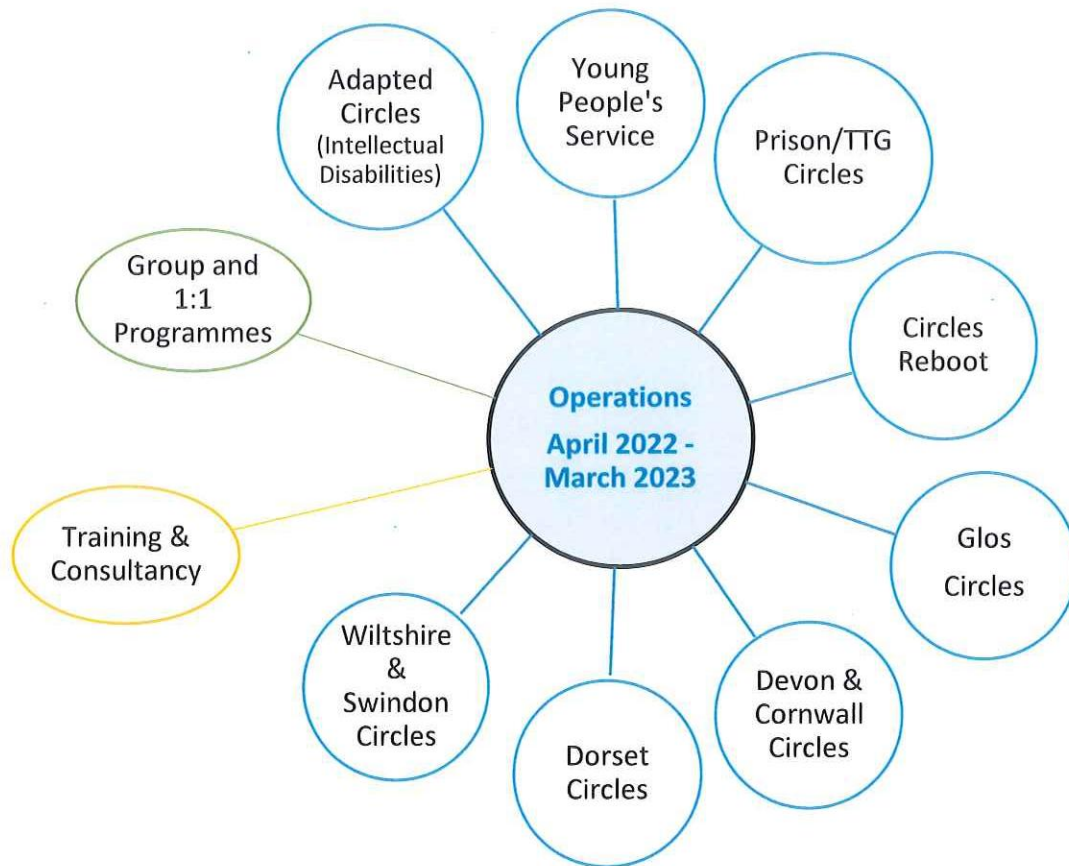 Adapted
Circles
(Intellectual
Disabilities)
Young
People's
Service
Prison/TTG
Circles
Group and
1:1
Programmes
Circles
Reboot
Operations
April 2022 -
March 2023
Training &
Consultancy
Glos
Circles
Wiltshire
&
Swindon
Circles
Dorset
Circles
Devon &
Cornwall
Circles